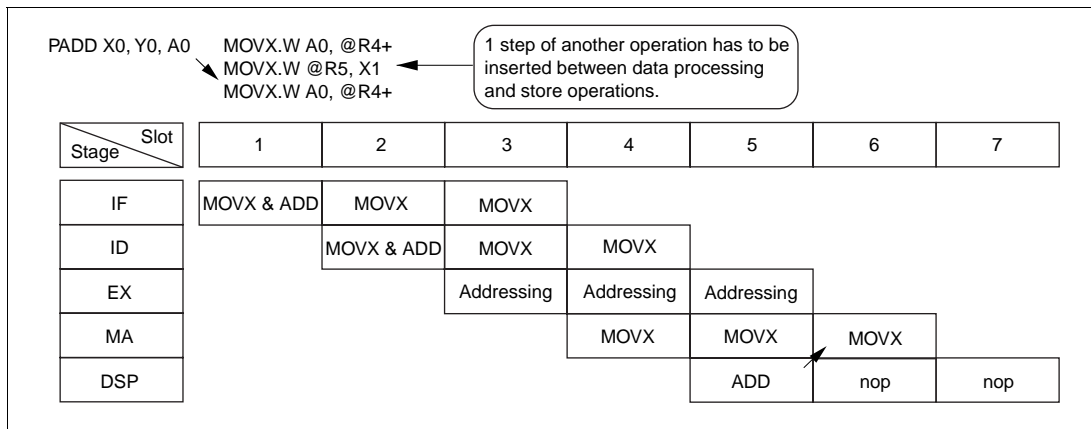 PADD X0, Y0, A0 MOVX.W A0, @R4+
MOVX.W @R5, X1
MOVX.W A0, @R4+
1 step of another operation has to be
inserted between data processing
and store operations.
Slot
Stage
1 2 3 4 5 6 7
IF MOVX & ADD MOVX MOVX
ID MOVX & ADD MOVX MOVX
EX Addressing Addressing Addressing
MA MOVX MOVX MOVX
DSP ADD nop nop